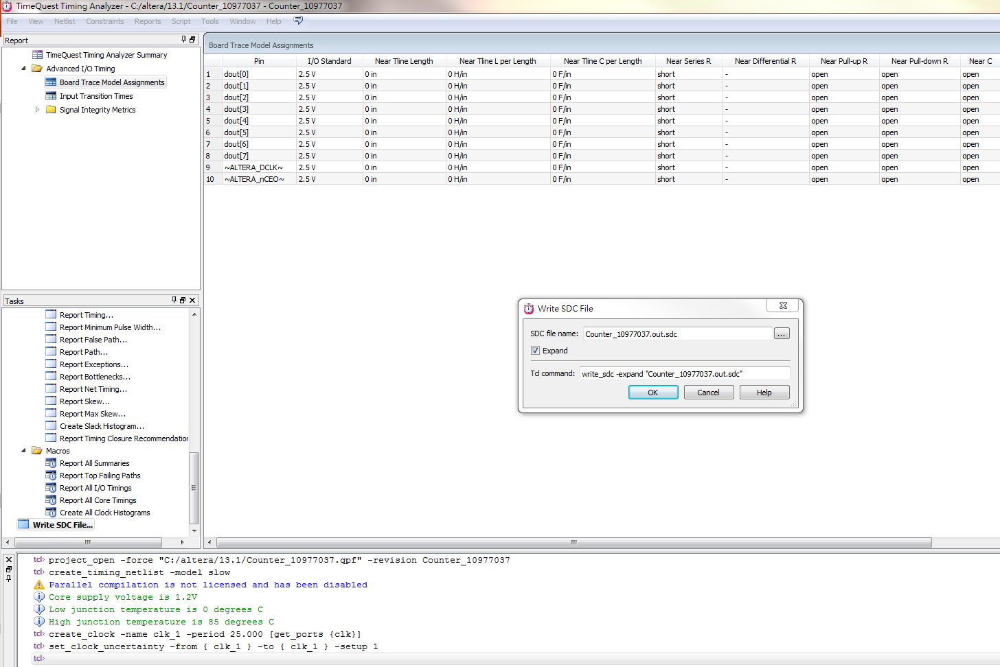 TimeQuest Timing Analyzer - C:/altera/13.1/Counter_10977037 - Counter_10977037
File View Netlist Constraints Reports Script Tools Window Help
Report
TimeQuest Timing Analyzer Summary
Advanced I/O Timing
Board Trace Model Assignments
Input Transition Times
Signal Integrity Metrics
Board Trace Model Assignments
Pin I/O Standard Near Tline Length Near Tline L per Length Near Tline C per Length Near Series R Near Differential R Near Pull-up R Near Pull-down R Near C
1 dout[0] 2.5 V 0 in 0 H/in 0 F/in short - open open open
2 dout[1] 2.5 V 0 in 0 H/in 0 F/in short - open open open
3 dout[2] 2.5 V 0 in 0 H/in 0 F/in short - open open open
4 dout[3] 2.5 V 0 in 0 H/in 0 F/in short - open open open
5 dout[4] 2.5 V 0 in 0 H/in 0 F/in short - open open open
6 dout[5] 2.5 V 0 in 0 H/in 0 F/in short - open open open
7 dout[6] 2.5 V 0 in 0 H/in 0 F/in short - open open open
8 dout[7] 2.5 V 0 in 0 H/in 0 F/in short - open open open
9 ~ALTERA_DCLK~ 2.5 V 0 in 0 H/in 0 F/in short - open open open
10 ~ALTERA_nCEO~ 2.5 V 0 in 0 H/in 0 F/in short - open open open
Tasks
Report Timing...
Report Minimum Pulse Width...
Report False Path...
Report Path...
Report Exceptions...
Report Bottlenecks...
Report Net Timing...
Report Skew...
Report Max Skew...
Create Slack Histogram...
Report Timing Closure Recommendation
Macros
Report All Summaries
Report Top Failing Paths
Report All I/O Timings
Report All Core Timings
Create All Clock Histograms
Write SDC File...
Write SDC File
SDC file name: Counter_10977037.out.sdc ...
Expand
Tcl command: write_sdc -expand "Counter_10977037.out.sdc"
OK Cancel Help
tcl> project_open -force "C:/altera/13.1/Counter_10977037.qpf" -revision Counter_10977037
tcl> create_timing_netlist -model slow
Parallel compilation is not licensed and has been disabled
Core supply voltage is 1.2V
Low junction temperature is 0 degrees C
High junction temperature is 85 degrees C
tcl> create_clock -name clk_1 -period 25.000 [get_ports {clk}]
tcl> set_clock_uncertainty -from { clk_1 } -to { clk_1 } -setup 1
tcl>